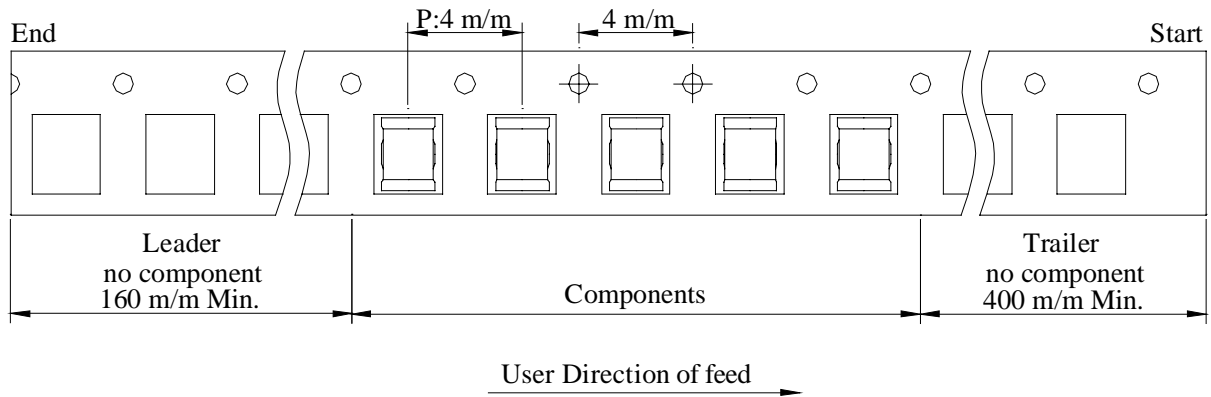 P:4 m/m
4 m/m
End
Start
Leader
no component
160 m/m Min.
Components
Trailer
no component
400 m/m Min.
User Direction of feed